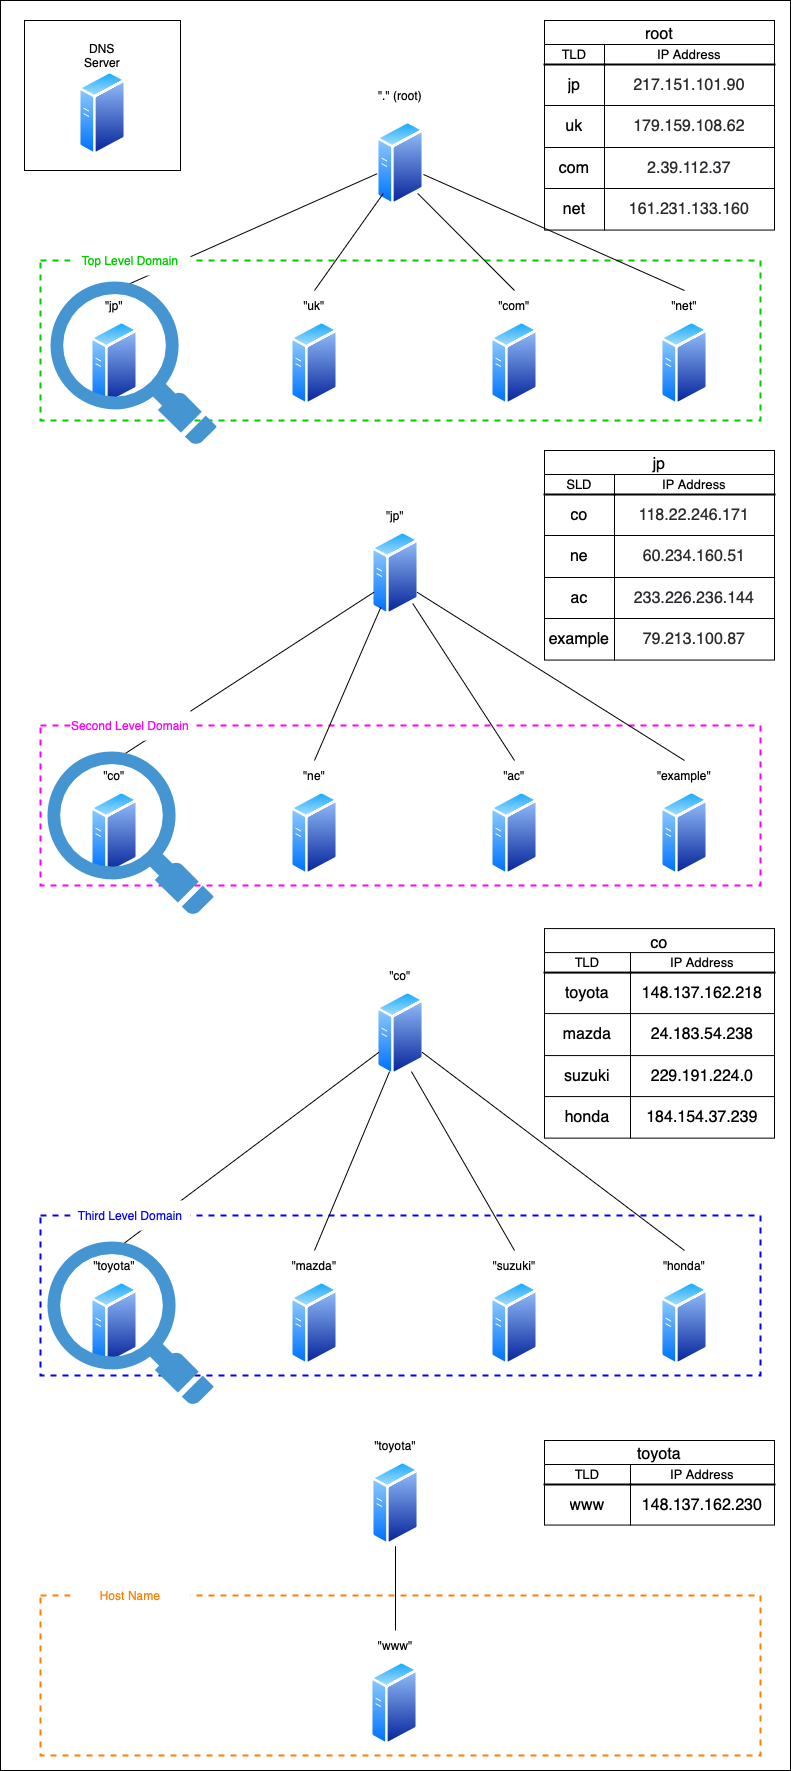 DNS
Server
"." (root)
root
TLD IP Address
jp 217.151.101.90
uk 179.159.108.62
com 2.39.112.37
net 161.231.133.160
Top Level Domain
"jp" "uk" "com" "net"
jp
SLD IP Address
co 118.22.246.171
ne 60.234.160.51
ac 233.226.236.144
example 79.213.100.87
"jp"
Second Level Domain
"co" "ne" "ac" "example"
co
TLD IP Address
toyota 148.137.162.218
mazda 24.183.54.238
suzuki 229.191.224.0
honda 184.154.37.239
"co"
Third Level Domain
"toyota" "mazda" "suzuki" "honda"
"toyota"
toyota
TLD IP Address
www 148.137.162.230
Host Name
"www"